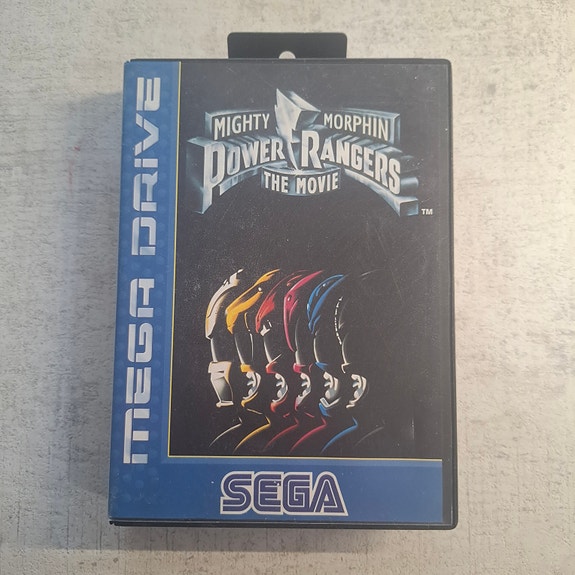 MEGA DRIVE
MIGHTY MORPHIN
POWER RANGERS
THE MOVIE
TM
SEGA